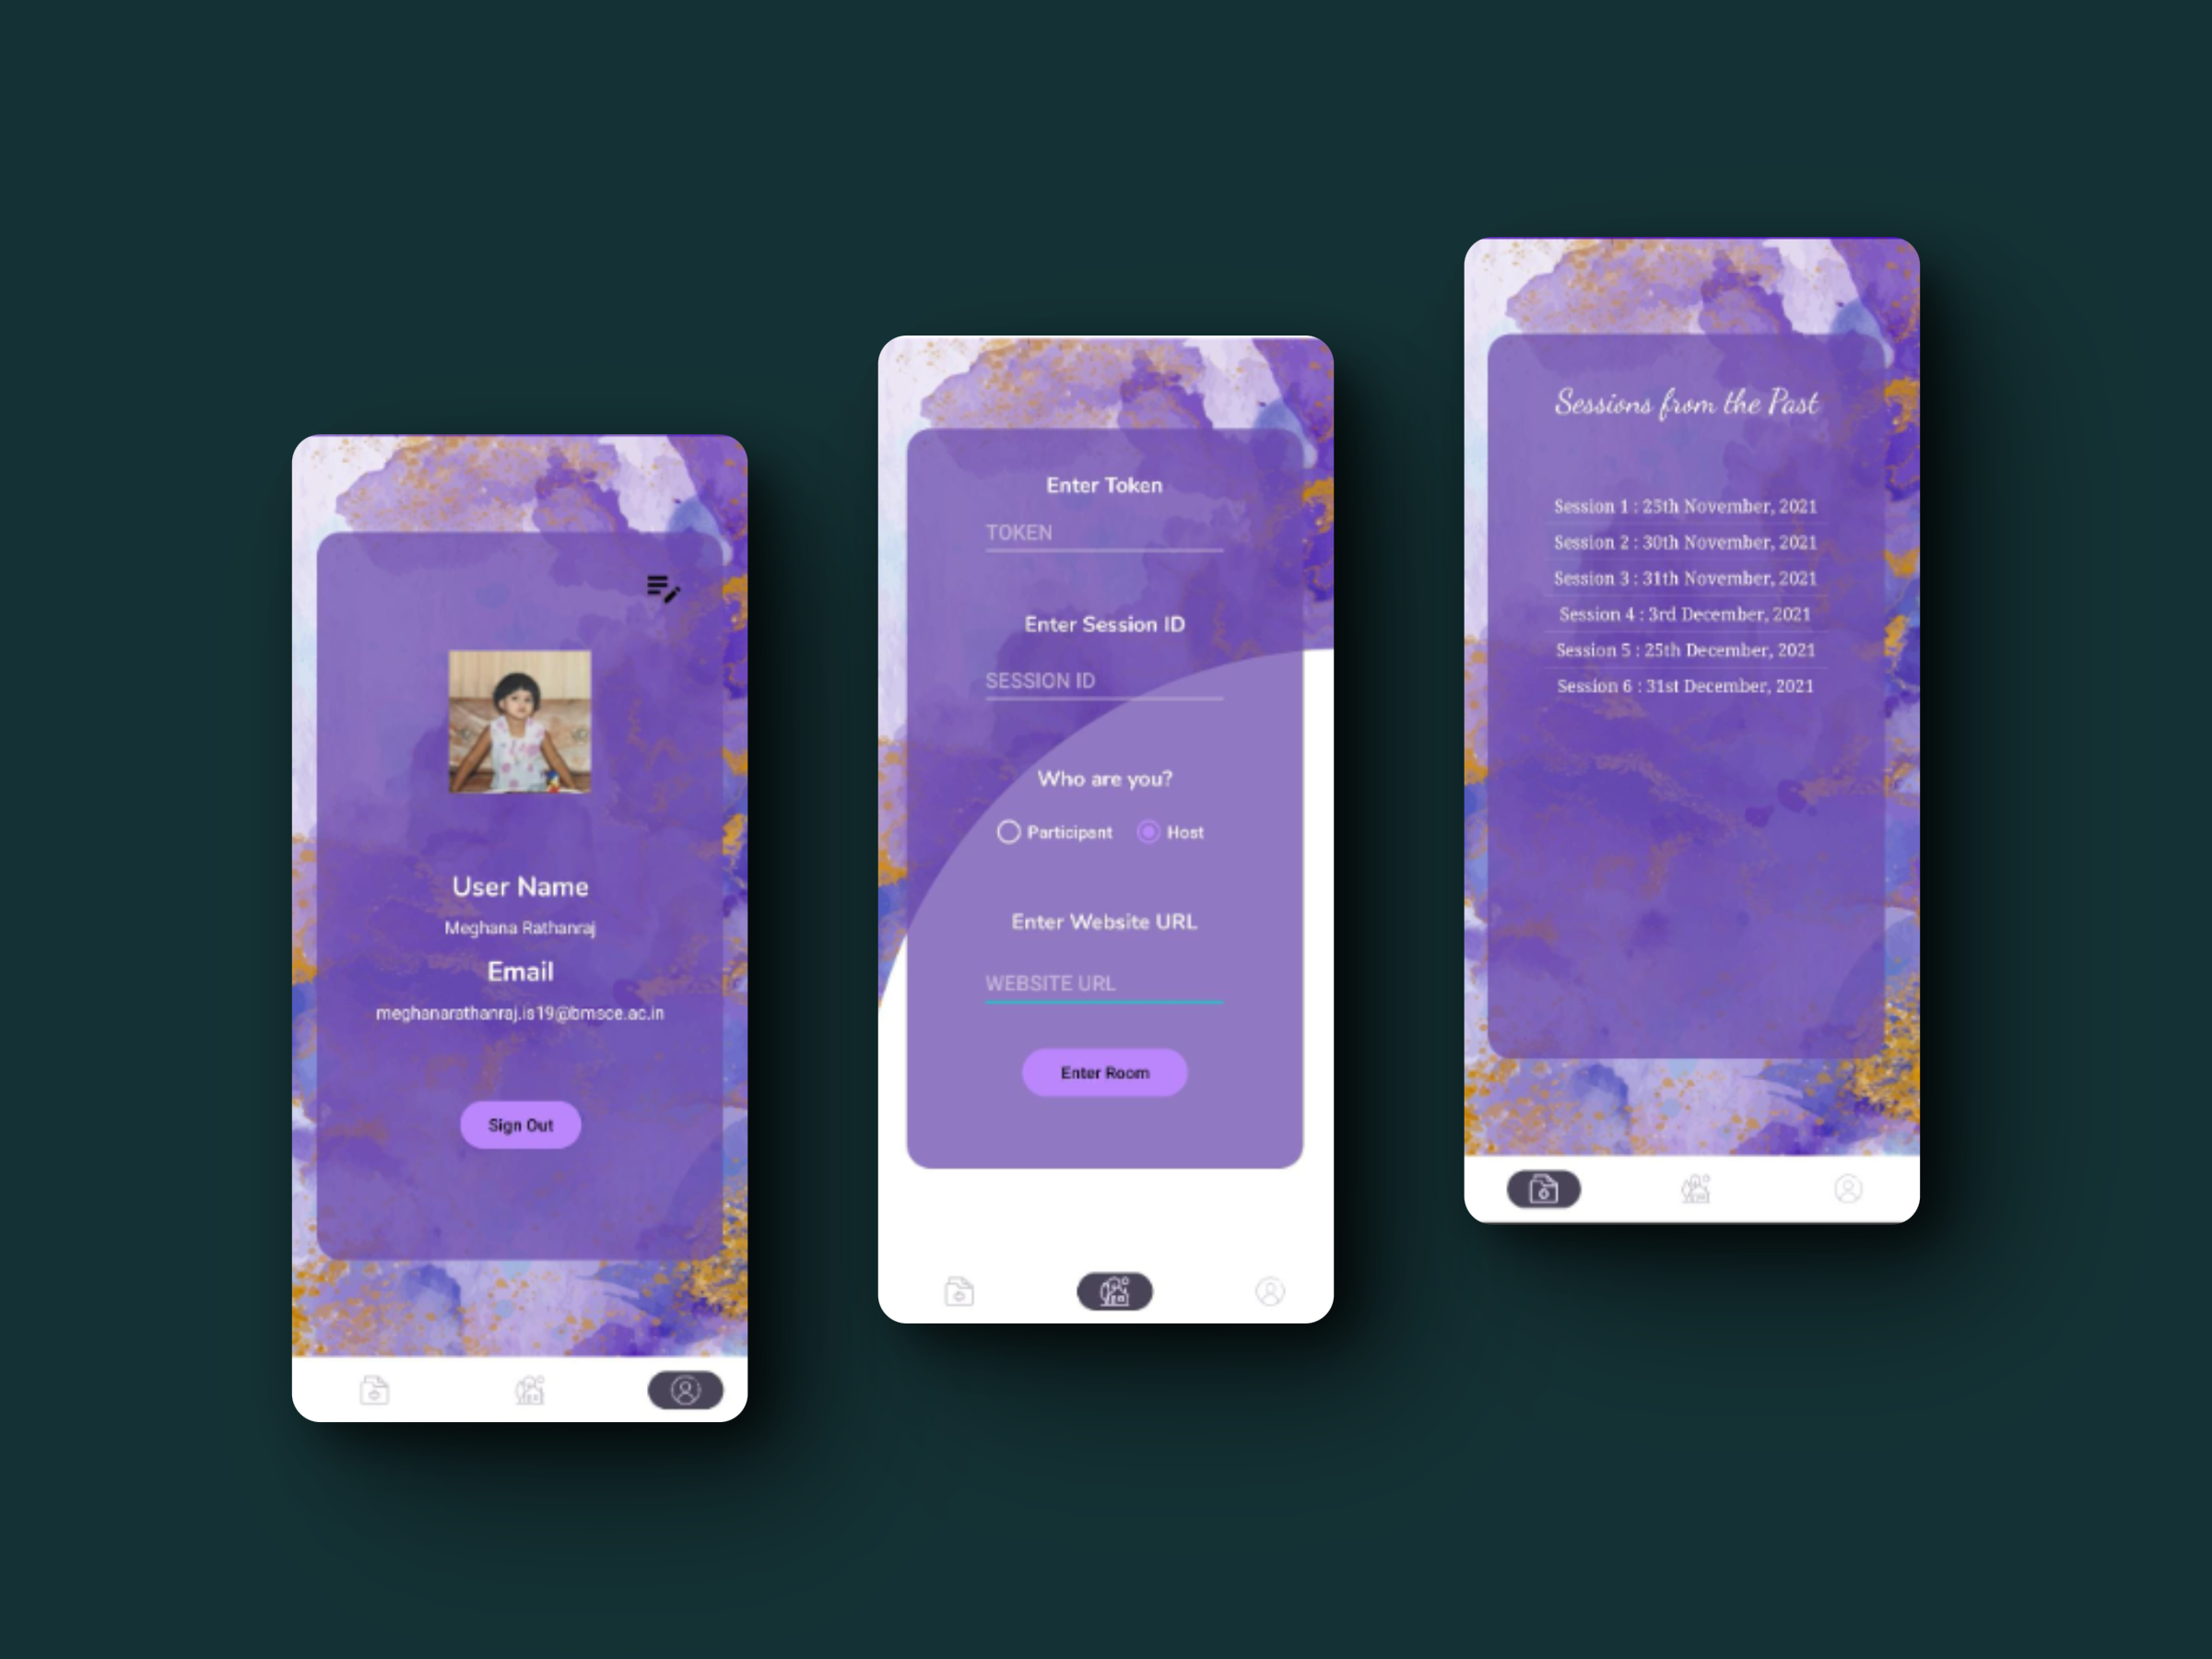 User Name
Meghana Rathanraj
Email
meghanarathanraj.is19@bmsce.ac.in
Sign Out
Enter Token
TOKEN
Enter Session ID
SESSION ID
Who are you?
Participant Host
Enter Website URL
WEBSITE URL
Enter Room
Sessions from the Past
Session 1 : 25th November, 2021
Session 2 : 30th November, 2021
Session 3 : 31th November, 2021
Session 4 : 3rd December, 2021
Session 5 : 25th December, 2021
Session 6 : 31st December, 2021